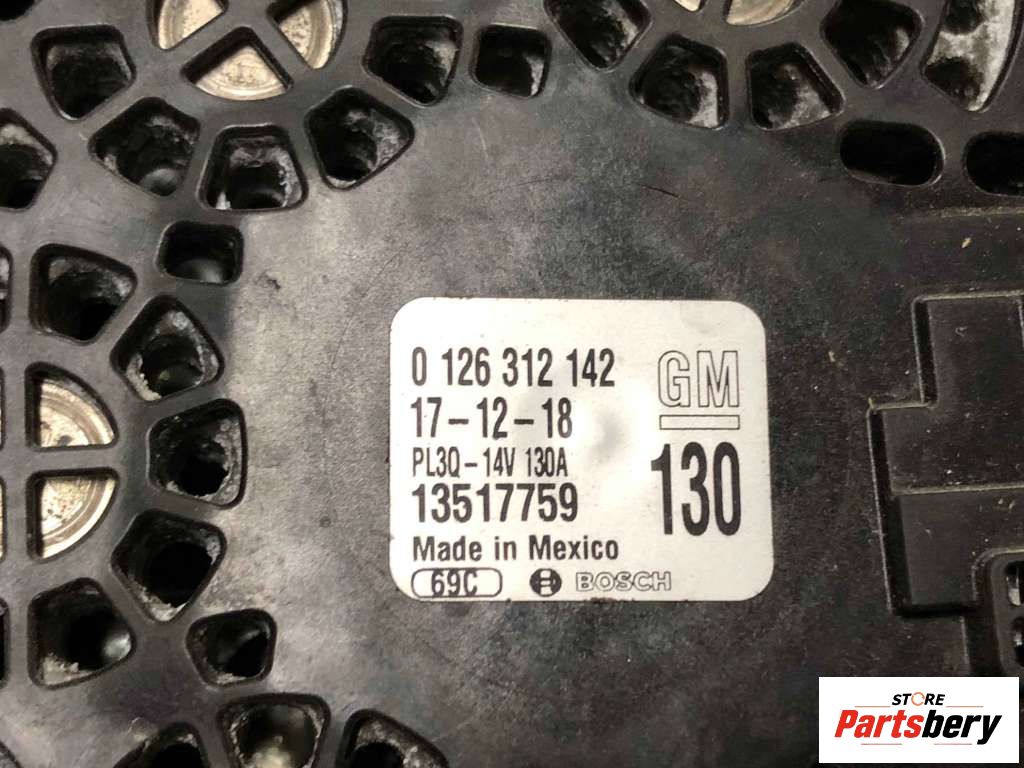 0 126 312 142
GM
17-12-18
PL3Q-14V 130A
130
13517759
Made in Mexico
69C BOSCH
STORE
Partsbery